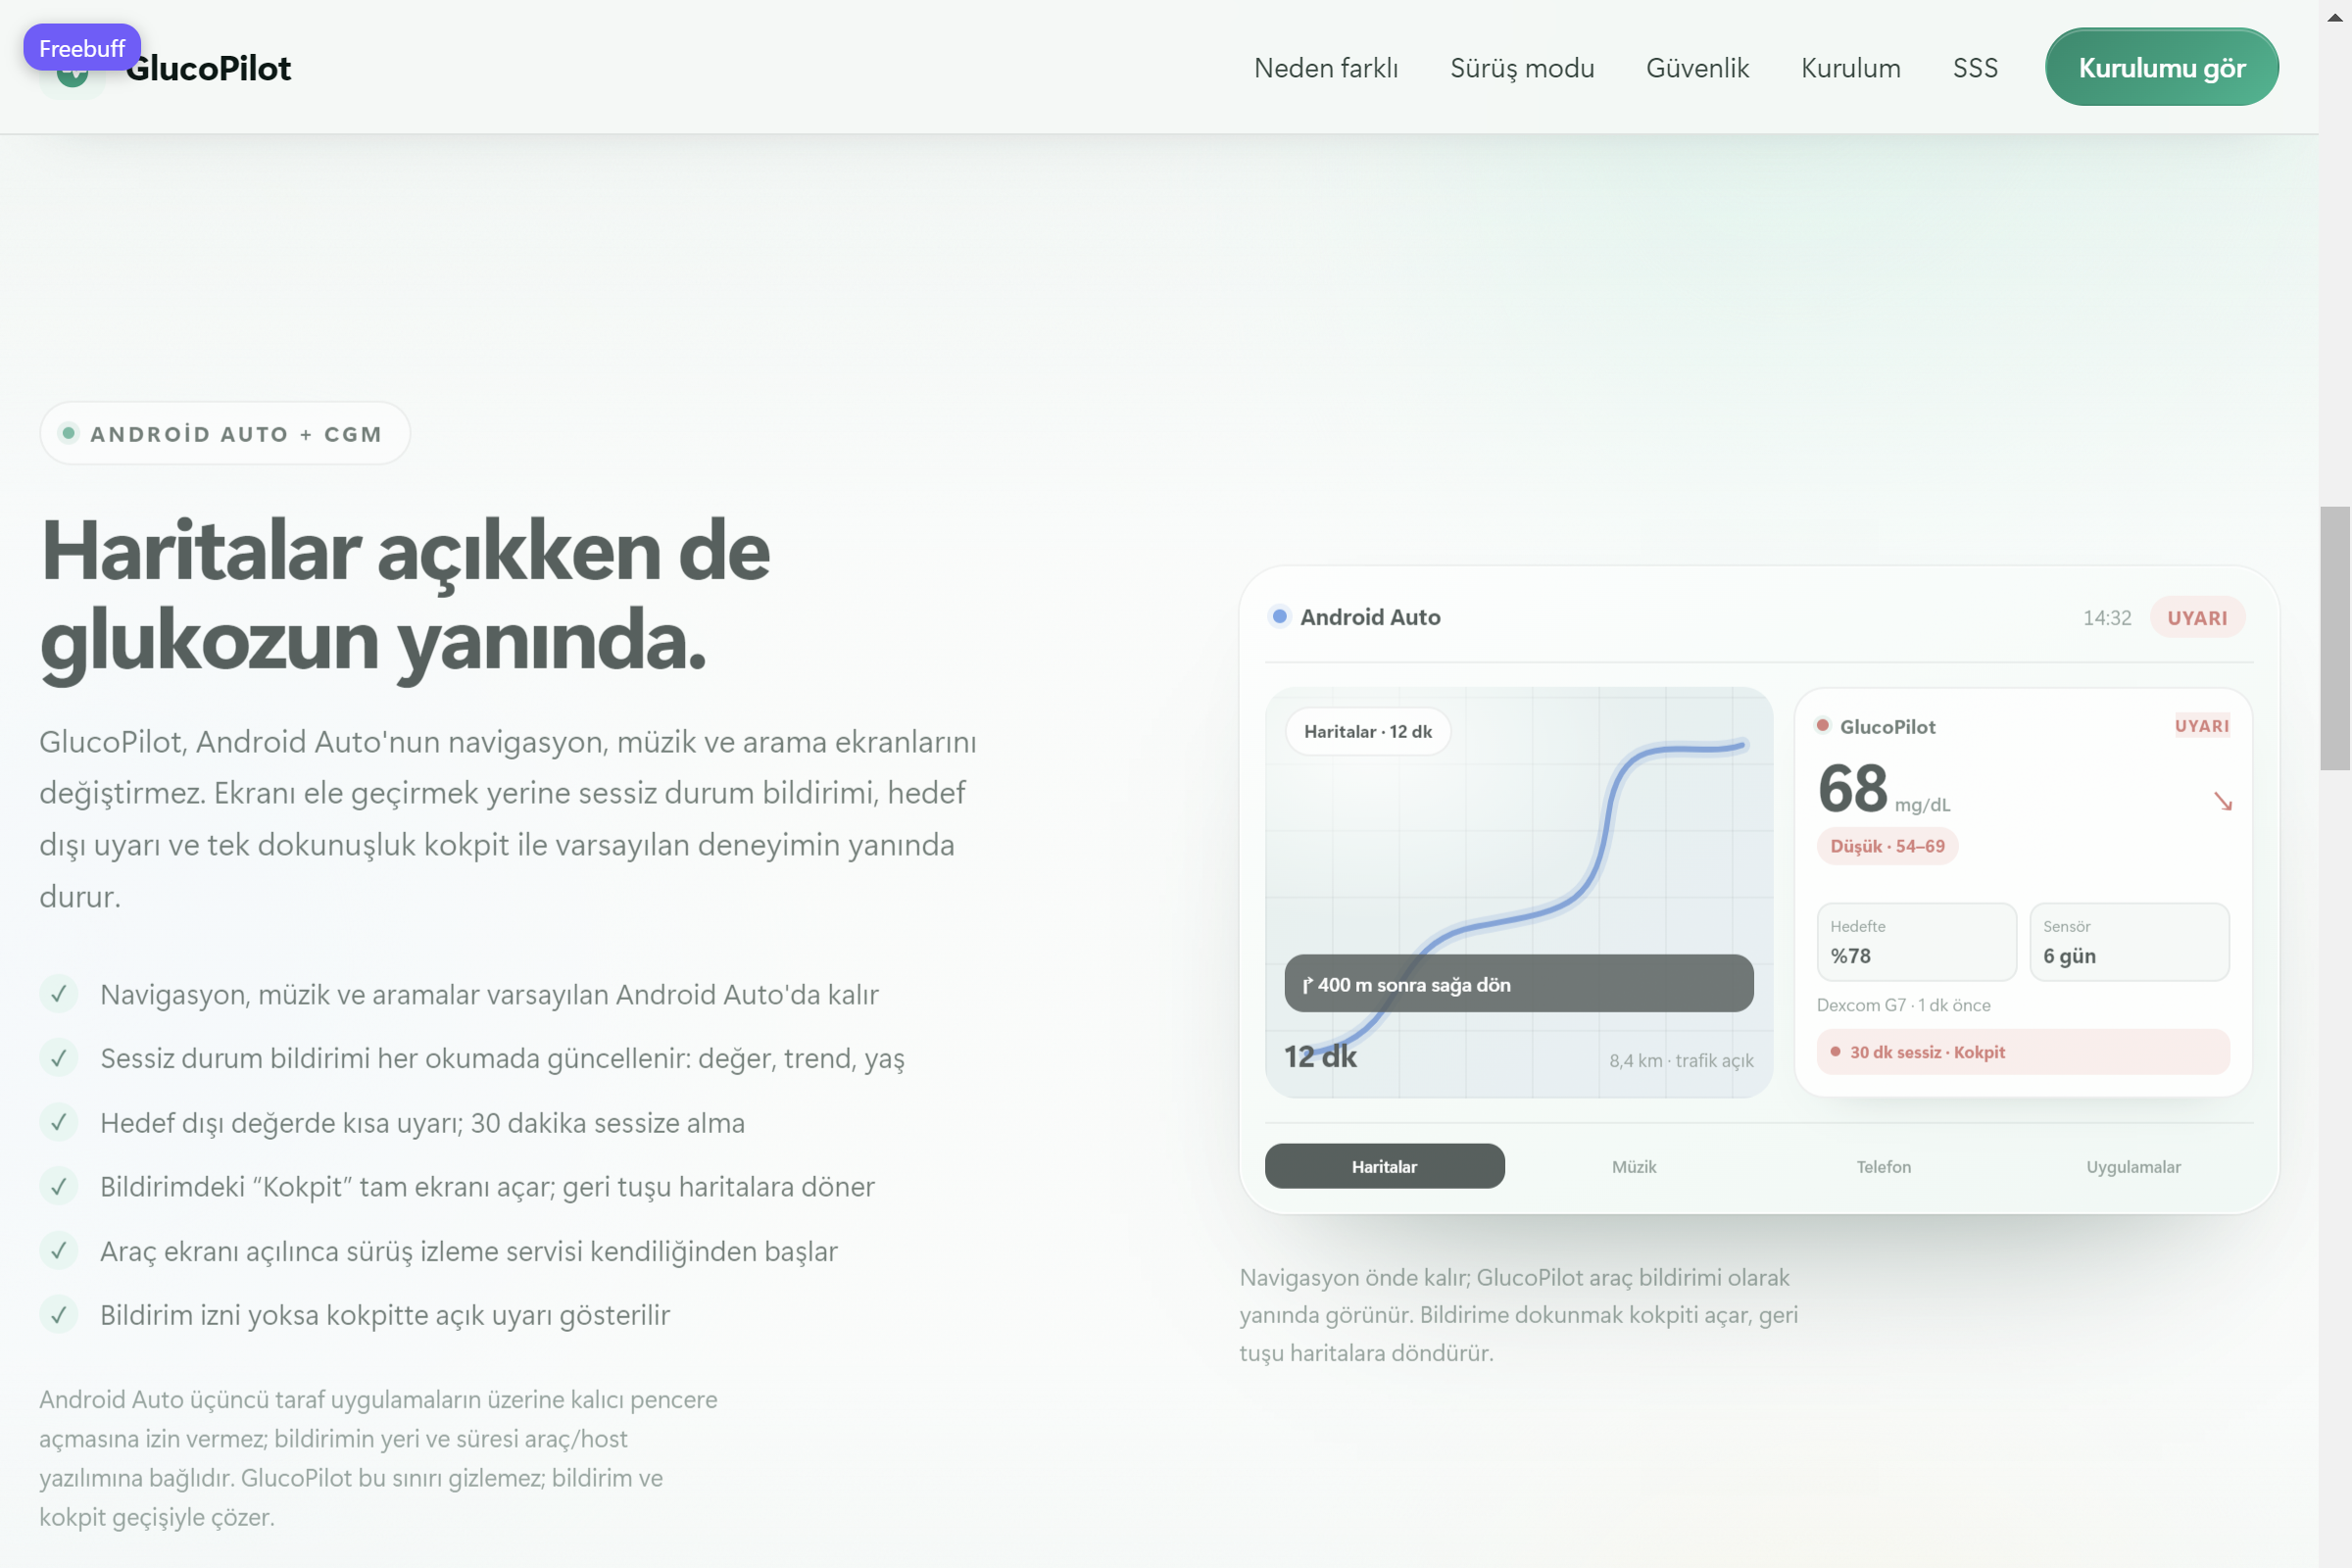 Freebuff
GlucoPilot
Neden farklı
Sürüş modu
Güvenlik
Kurulum
SSS
Kurulumu gör
ANDROİD AUTO + CGM
Haritalar açıkken de
glukozun yanında.
GlucoPilot, Android Auto'nun navigasyon, müzik ve arama ekranlarını
değiştirmez. Ekranı ele geçirmek yerine sessiz durum bildirimi, hedef
dışı uyarı ve tek dokunuşluk kokpit ile varsayılan deneyimin yanında
durur.
✓ Navigasyon, müzik ve aramalar varsayılan Android Auto'da kalır
✓ Sessiz durum bildirimi her okumada güncellenir: değer, trend, yaş
✓ Hedef dışı değerde kısa uyarı; 30 dakika sessize alma
✓ Bildirimdeki “Kokpit” tam ekranı açar; geri tuşu haritalara döner
✓ Araç ekranı açılınca sürüş izleme servisi kendiliğinden başlar
✓ Bildirim izni yoksa kokpitte açık uyarı gösterilir
Android Auto üçüncü taraf uygulamaların üzerine kalıcı pencere
açmasına izin vermez; bildirimin yeri ve süresi araç/host
yazılımına bağlıdır. GlucoPilot bu sınırı gizlemez; bildirim ve
kokpit geçişiyle çözer.
Android Auto
14:32
UYARI
Haritalar · 12 dk
↱ 400 m sonra sağa dön
12 dk
8,4 km · trafik açık
GlucoPilot
UYARI
68 mg/dL
↘
Düşük · 54–69
Hedefte
%78
Sensör
6 gün
Dexcom G7 · 1 dk önce
30 dk sessiz · Kokpit
Haritalar
Müzik
Telefon
Uygulamalar
Navigasyon önde kalır; GlucoPilot araç bildirimi olarak
yanında görünür. Bildirime dokunmak kokpiti açar, geri
tuşu haritalara döndürür.